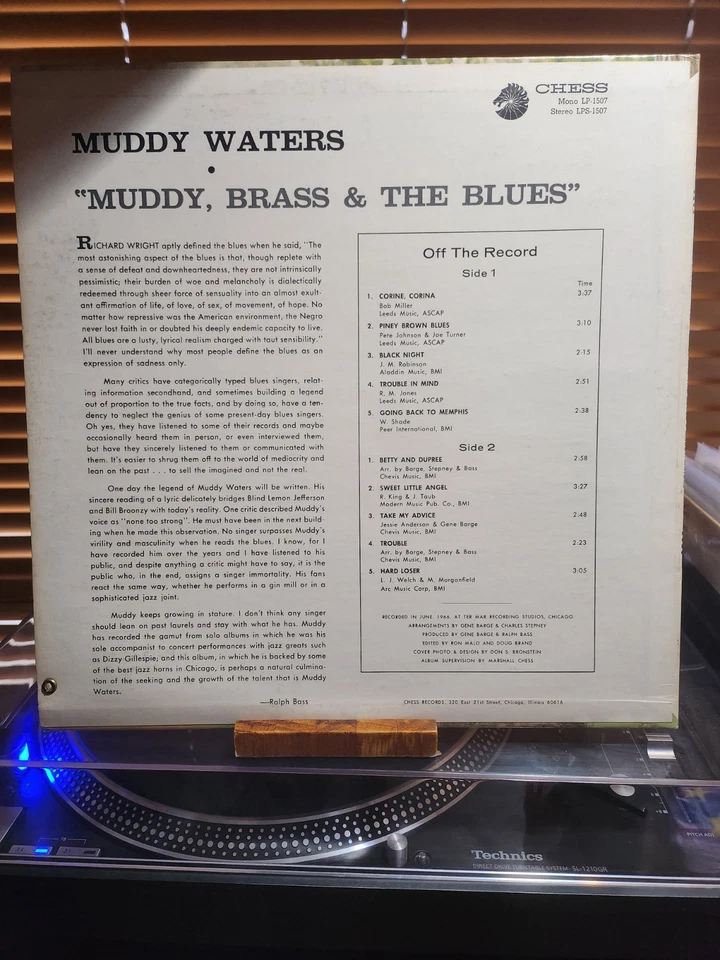 CHESS
Mono LP-1507
Stereo LPS-1507
MUDDY WATERS
•
"MUDDY, BRASS & THE BLUES"
RICHARD WRIGHT aptly defined the blues when he said, "The
most astonishing aspect of the blues is that, though replete with
a sense of defeat and downheartedness, they are not intrinsically
pessimistic; their burden of woe and melancholy is dialectically
redeemed through sheer force of sensuality into an almost exult-
ant affirmation of life, of love, of sex, of movement, of hope. No
matter how repressive was the American environment, the Negro
never lost faith in or doubted his deeply endemic capacity to live.
All blues are a lusty, lyrical realism charged with taut sensibility."
I'll never understand why most people define the blues as an
expression of sadness only.
Many critics have categorically typed blues singers, relat-
ing information secondhand, and sometimes building a legend
out of proportion to the true facts, and by doing so, have a ten-
dency to neglect the genius of some present-day blues singers.
Oh yes, they have listened to some of their records and maybe
occasionally heard them in person, or even interviewed them,
but have they sincerely listened to them or communicated with
them. It's easier to shrug them off to the world of mediocrity and
lean on the past . . . to sell the imagined and not the real.
One day the legend of Muddy Waters will be written. His
sincere reading of a lyric delicately bridges Blind Lemon Jefferson
and Bill Broonzy with today's reality. One critic described Muddy's
voice as "none too strong". He must have been in the next build-
ing when he made this observation. No singer surpasses Muddy's
virility and masculinity when he reads the blues. I know, for I
have recorded him over the years and I have listened to his
public, and despite anything a critic might have to say, it is the
public who, in the end, assigns a singer immortality. His fans
react the same way, whether he performs in a gin mill or in a
sophisticated jazz joint.
Muddy keeps growing in stature. I don't think any singer
should lean on past laurels and stay with what he has. Muddy
has recorded the gamut from solo albums in which he was his
sole accompanist to concert performances with jazz greats such
as Dizzy Gillespie; and this album, in which he is backed by some
of the best jazz horns in Chicago, is perhaps a natural culmina-
tion of the seeking and the growth of the talent that is Muddy
Waters.
—Ralph Bass
Off The Record
Side 1
Time
1. CORINE, CORINA 3:37
Bob Miller
Leeds Music, ASCAP
2. PINEY BROWN BLUES 3:10
Pete Johnson & Joe Turner
Leeds Music, ASCAP
3. BLACK NIGHT 2:15
J. M. Robinson
Aladdin Music, BMI
4. TROUBLE IN MIND 2:51
R. M. Jones
Leeds Music, ASCAP
5. GOING BACK TO MEMPHIS 2:38
W. Shade
Peer International, BMI
Side 2
1. BETTY AND DUPREE 2:58
Arr. by Barge, Stepney & Bass
Chevis Music, BMI
2. SWEET LITTLE ANGEL 3:27
R. King & J. Taub
Modern Music Pub. Co., BMI
3. TAKE MY ADVICE 2:48
Jessie Anderson & Gene Barge
Chevis Music, BMI
4. TROUBLE 2:23
Arr. by Barge, Stepney & Bass
Chevis Music, BMI
5. HARD LOSER 3:05
L. J. Welch & M. Morganfield
Arc Music Corp, BMI
RECORDED IN JUNE, 1966, AT TER MAR RECORDING STUDIOS, CHICAGO
ARRANGEMENTS BY GENE BARGE & CHARLES STEPNEY
PRODUCED BY GENE BARGE & RALPH BASS
EDITED BY RON MALO AND DOUG BRAND
COVER PHOTO & DESIGN BY DON S. BRONSTEIN
ALBUM SUPERVISION BY MARSHALL CHESS
CHESS RECORDS, 320 East 21st Street, Chicago, Illinois 60616
PITCH ADJ
Technics
DIRECT DRIVE TURNTABLE SYSTEM SL-1210GR